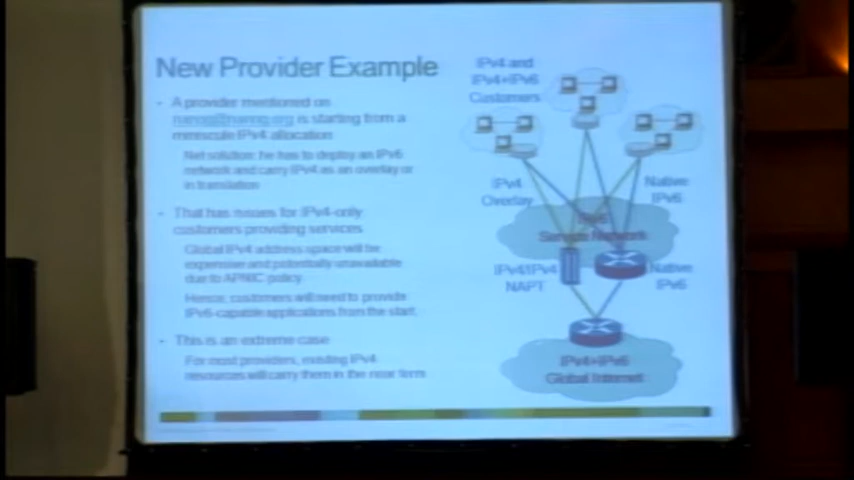 New Provider Example
A provider mentioned on
nanog@nanog.org is starting from a
miniscule IPv4 allocation
Net solution: he has to deploy an IPv6
network and carry IPv4 as an overlay or
in translation
That has issues for IPv4-only
customers providing services
Global IPv4 address space will be
expensive and potentially unavailable
due to APNIC policy.
Hence, customers will need to provide
IPv6-capable applications from the start.
This is an extreme case
For most providers, existing IPv4
resources will carry them in the near term
IPv4 and
IPv4+IPv6
Customers
IPv4
Overlay
Native
IPv6
Service Network
IPv4/IPv4
NAPT
Native
IPv6
IPv4+IPv6
Global Internet